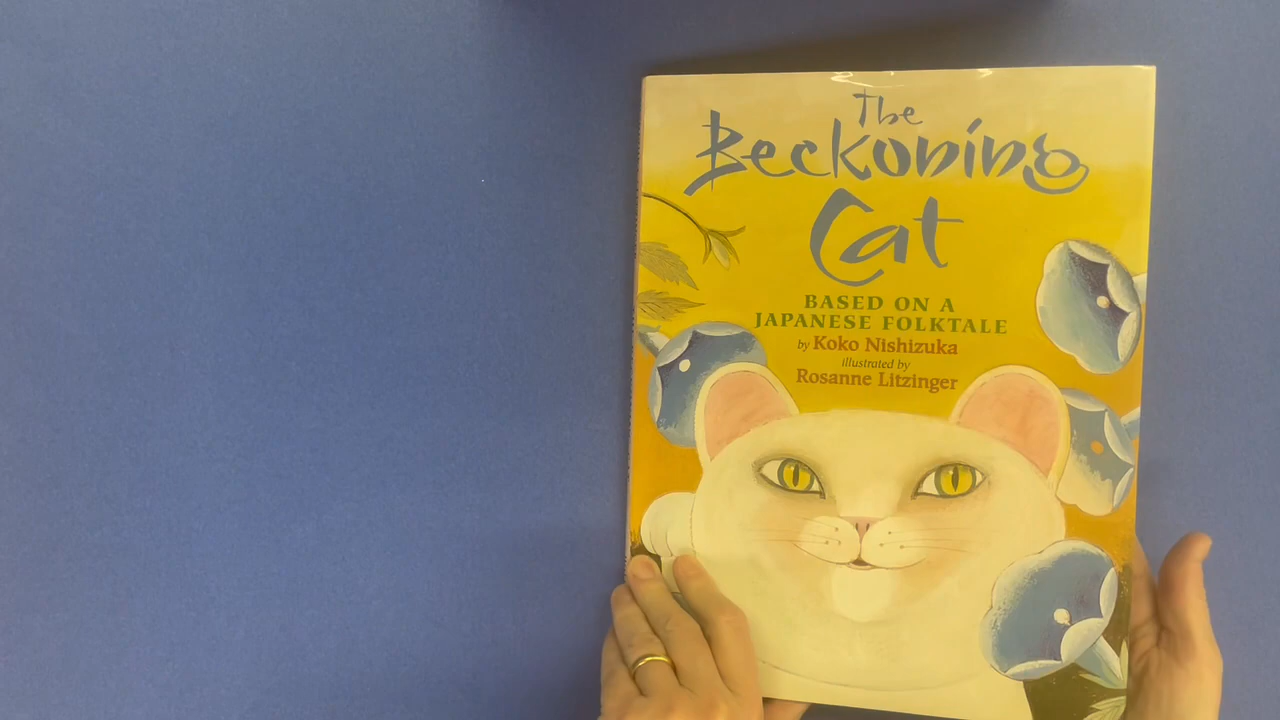 The
Beckoning
Cat
BASED ON A
JAPANESE FOLKTALE
by Koko Nishizuka
illustrated by
Rosanne Litzinger